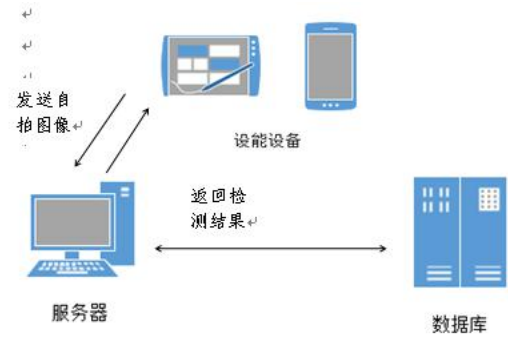 发送自
拍图像
设能设备
返回检
测结果
服务器
数据库